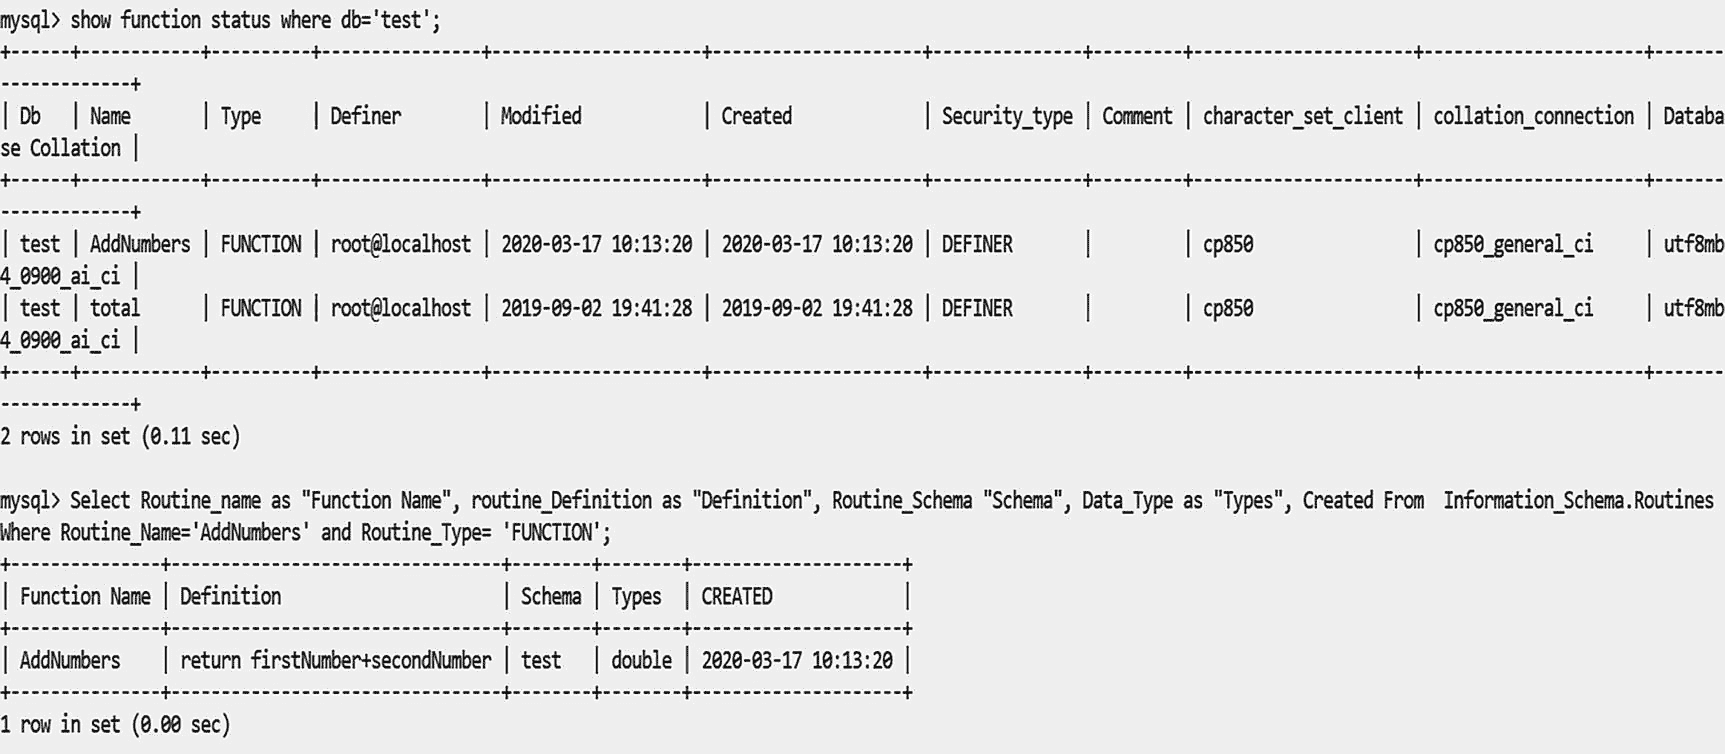 mysql> show function status where db='test';
+------+------------+----------+----------------+---------------------+---------------------+---------------+---------+----------------------+----------------------+-------
-------------+
| Db   | Name       | Type     | Definer        | Modified            | Created             | Security_type | Comment | character_set_client | collation_connection | Databa
se Collation |
+------+------------+----------+----------------+---------------------+---------------------+---------------+---------+----------------------+----------------------+-------
-------------+
| test | AddNumbers | FUNCTION | root@localhost | 2020-03-17 10:13:20 | 2020-03-17 10:13:20 | DEFINER       |         | cp850                | cp850_general_ci     | utf8mb
4_0900_ai_ci |
| test | total      | FUNCTION | root@localhost | 2019-09-02 19:41:28 | 2019-09-02 19:41:28 | DEFINER       |         | cp850                | cp850_general_ci     | utf8mb
4_0900_ai_ci |
+------+------------+----------+----------------+---------------------+---------------------+---------------+---------+----------------------+----------------------+-------
-------------+
2 rows in set (0.11 sec)

mysql> Select Routine_name as "Function Name", routine_Definition as "Definition", Routine_Schema "Schema", Data_Type as "Types", Created From  Information_Schema.Routines
Where Routine_Name='AddNumbers' and Routine_Type= 'FUNCTION';
+---------------+---------------------------------+--------+--------+---------------------+
| Function Name | Definition                      | Schema | Types  | CREATED             |
+---------------+---------------------------------+--------+--------+---------------------+
| AddNumbers    | return firstNumber+secondNumber | test   | double | 2020-03-17 10:13:20 |
+---------------+---------------------------------+--------+--------+---------------------+
1 row in set (0.00 sec)